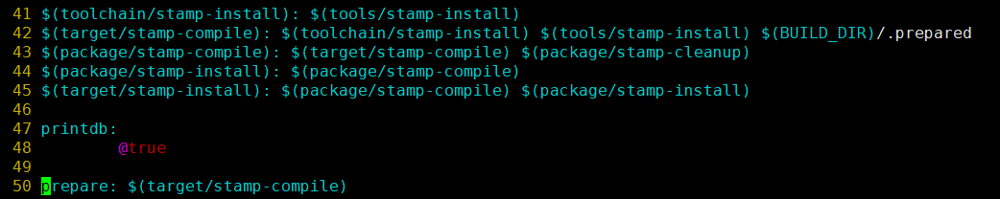 41 $(toolchain/stamp-install): $(tools/stamp-install)
42 $(target/stamp-compile): $(toolchain/stamp-install) $(tools/stamp-install) $(BUILD_DIR)/.prepared
43 $(package/stamp-compile): $(target/stamp-compile) $(package/stamp-cleanup)
44 $(package/stamp-install): $(package/stamp-compile)
45 $(target/stamp-install): $(package/stamp-compile) $(package/stamp-install)
46
47 printdb:
48         @true
49
50 prepare: $(target/stamp-compile)